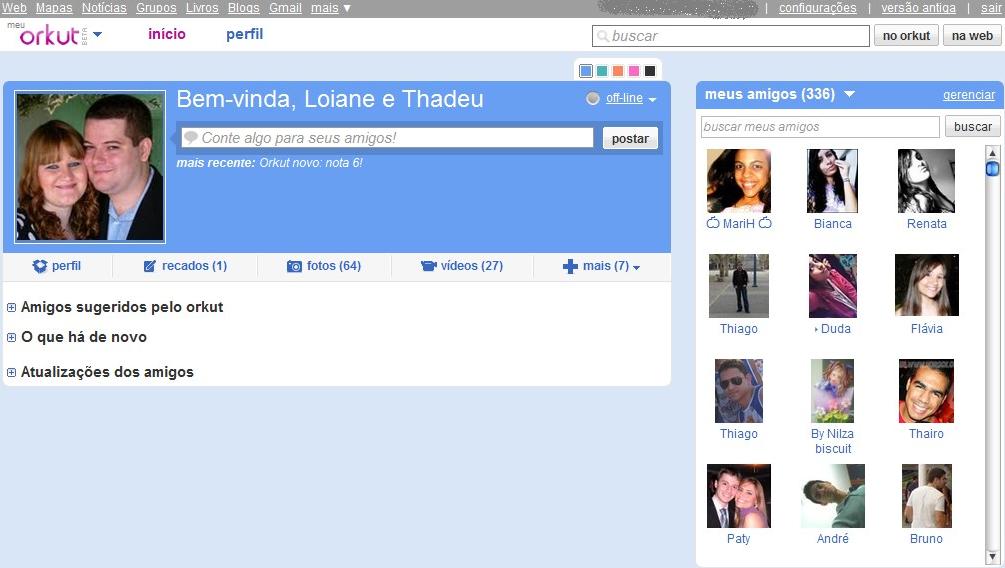 Web Mapas Notícias Grupos Livros Blogs Gmail mais ▼ | configurações | versão antiga | sair
meu
orkut BETA
início perfil
buscar
no orkut na web
Bem-vinda, Loiane e Thadeu
off-line
Conte algo para seus amigos!
postar
mais recente: Orkut novo: nota 6!
perfil recados (1) fotos (64) vídeos (27) mais (7)
Amigos sugeridos pelo orkut
O que há de novo
Atualizações dos amigos
meus amigos (336) gerenciar
buscar meus amigos buscar
MariH Bianca Renata
Thiago Duda Flávia
Thiago By Nilza Thairo
biscuit
Paty André Bruno